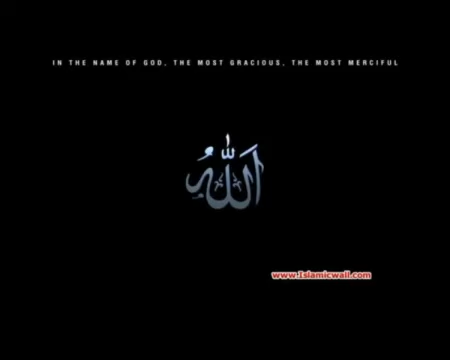 IN THE NAME OF GOD, THE MOST GRACIOUS, THE MOST MERCIFUL
الله
www.Islamicwall.com